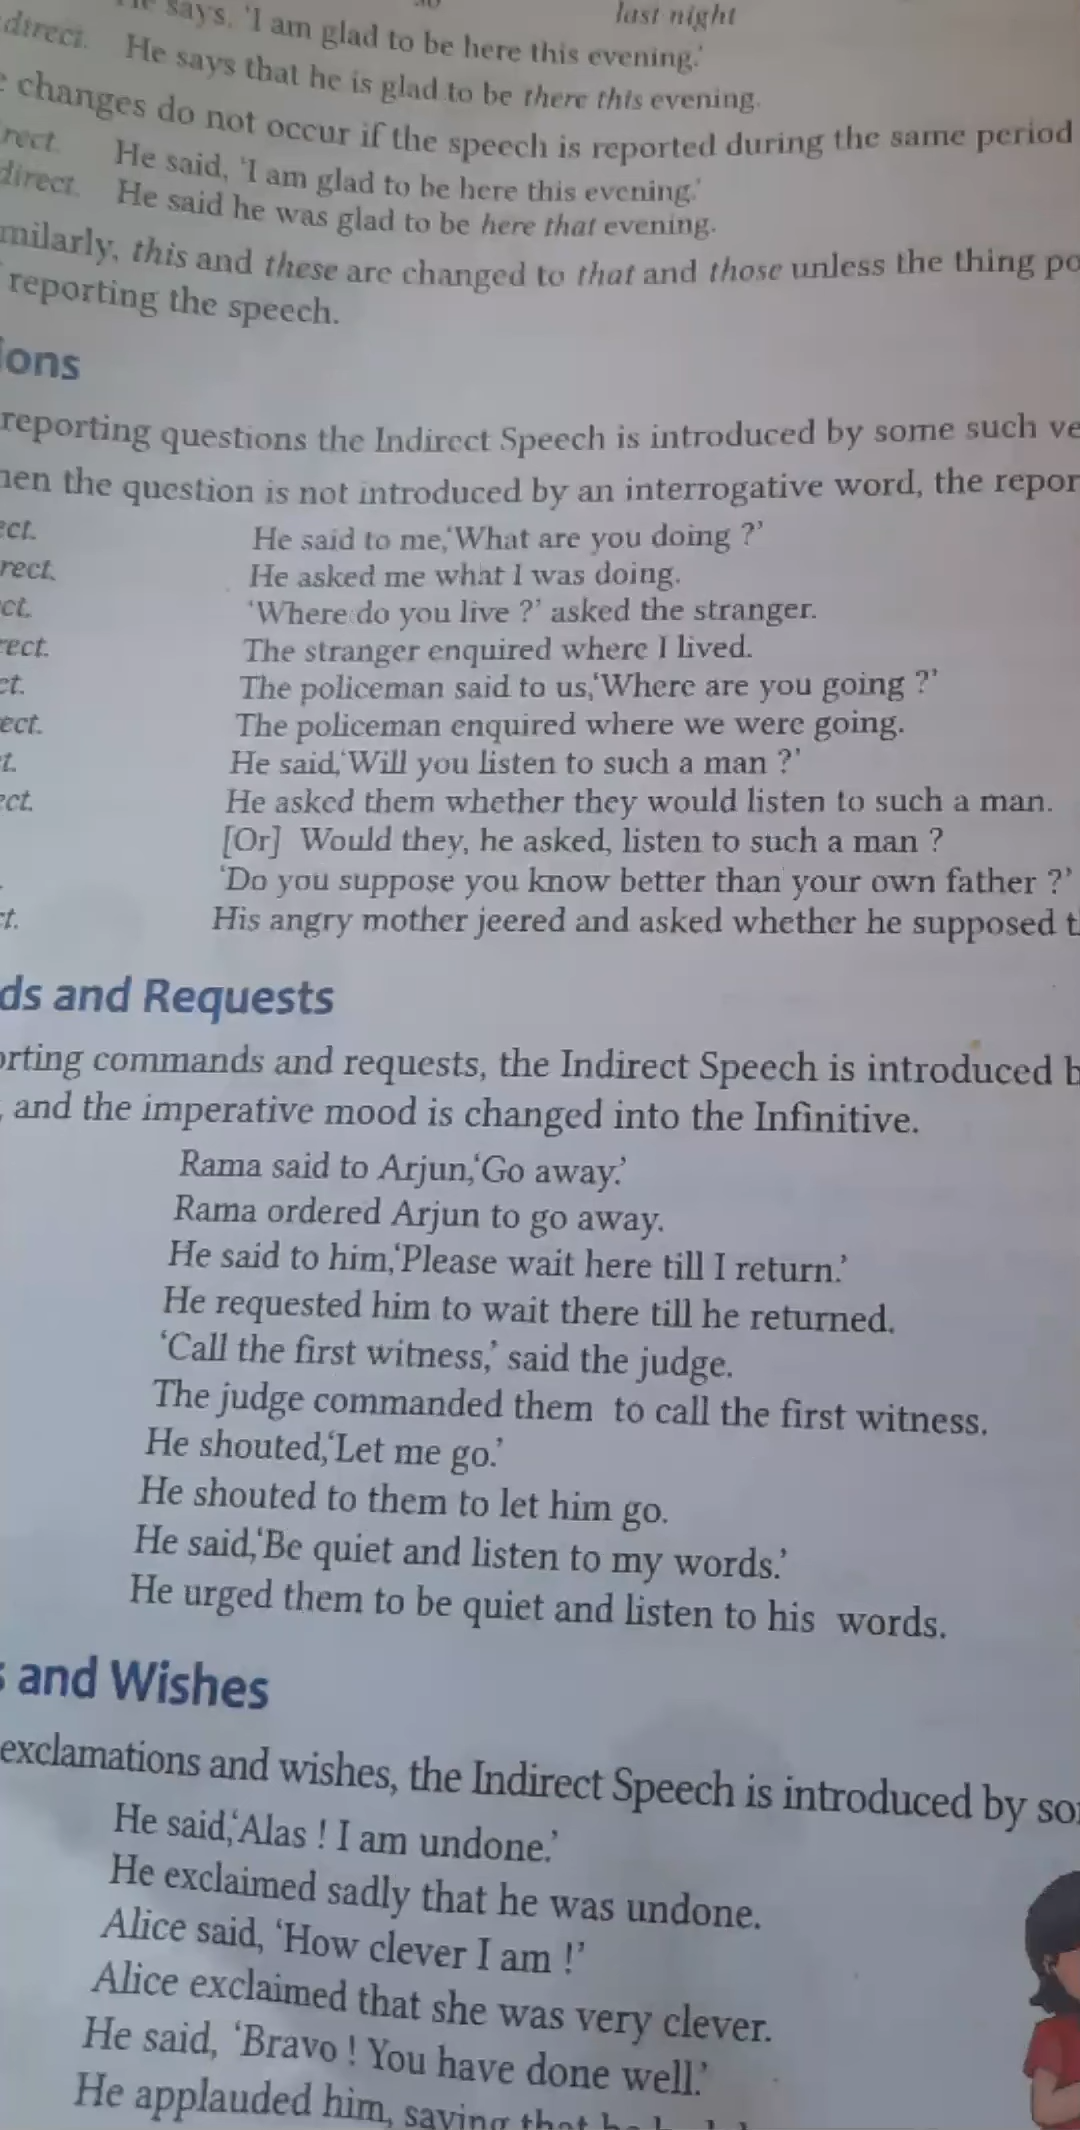 last night
says, 'I am glad to be here this evening.'
direct. He says that he is glad to be there this evening.
changes do not occur if the speech is reported during the same period
rect. He said, 'I am glad to be here this evening.'
direct. He said he was glad to be here that evening.
milarly, this and these are changed to that and those unless the thing po
reporting the speech.
ions
reporting questions the Indirect Speech is introduced by some such ve
hen the question is not introduced by an interrogative word, the repor
ect. He said to me,'What are you doing ?'
rect. He asked me what I was doing.
ct. 'Where do you live ?' asked the stranger.
rect. The stranger enquired where I lived.
ct. The policeman said to us,'Where are you going ?'
ect. The policeman enquired where we were going.
t. He said,'Will you listen to such a man ?'
ect. He asked them whether they would listen to such a man.
[Or] Would they, he asked, listen to such a man ?
'Do you suppose you know better than your own father ?'
ct. His angry mother jeered and asked whether he supposed t
ds and Requests
orting commands and requests, the Indirect Speech is introduced b
, and the imperative mood is changed into the Infinitive.
Rama said to Arjun,'Go away.'
Rama ordered Arjun to go away.
He said to him,'Please wait here till I return.'
He requested him to wait there till he returned.
'Call the first witness,' said the judge.
The judge commanded them to call the first witness.
He shouted,'Let me go.'
He shouted to them to let him go.
He said,'Be quiet and listen to my words.'
He urged them to be quiet and listen to his words.
s and Wishes
exclamations and wishes, the Indirect Speech is introduced by so
He said,'Alas ! I am undone.'
He exclaimed sadly that he was undone.
Alice said, 'How clever I am !'
Alice exclaimed that she was very clever.
He said, 'Bravo ! You have done well.'
He applauded him, saying that